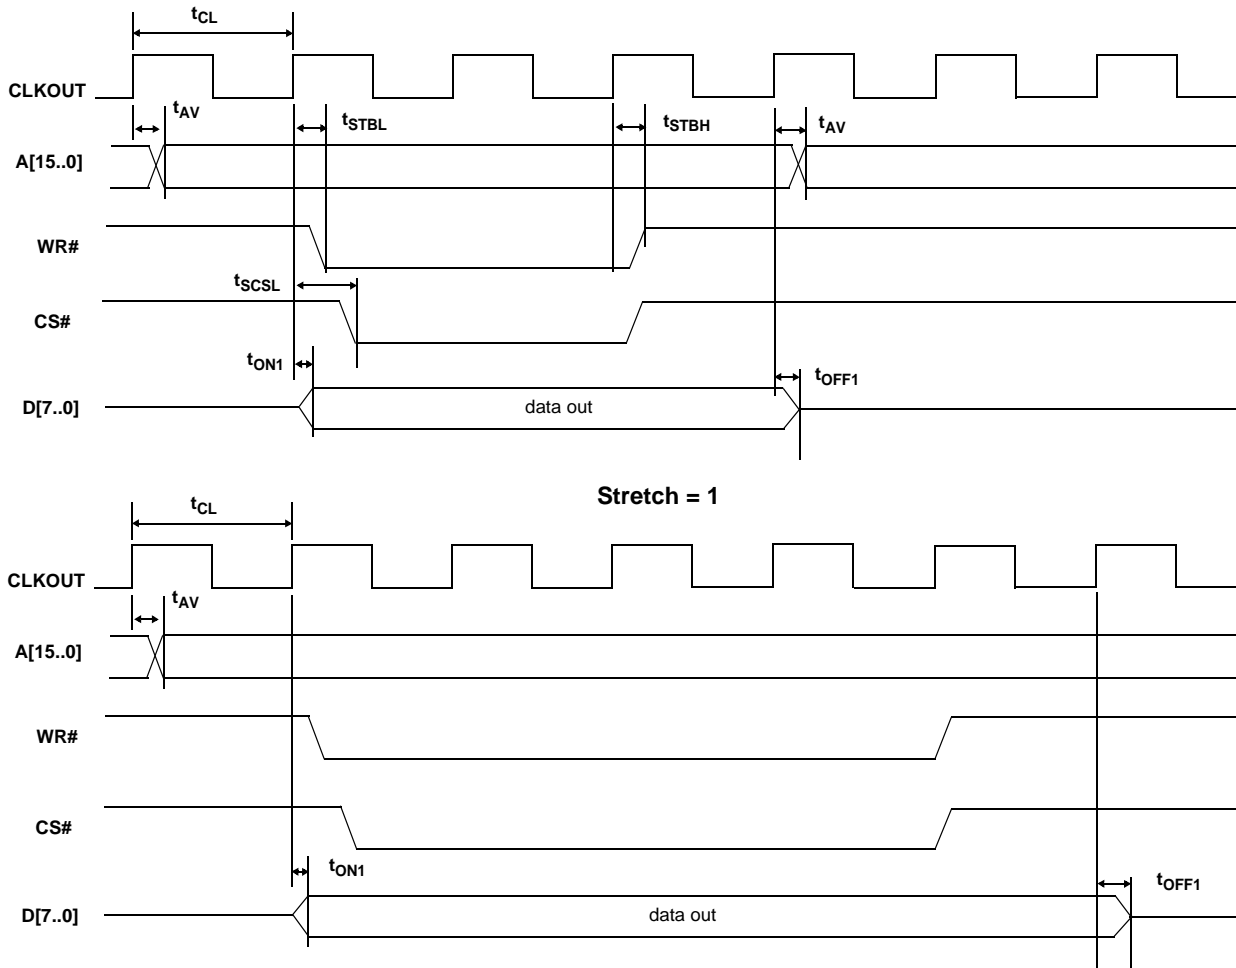 tCL
CLKOUT
tAV
tSTBL
tSTBH
tAV
A[15..0]
WR#
tSCSL
CS#
tON1
tOFF1
D[7..0]
data out
Stretch = 1
tCL
CLKOUT
tAV
A[15..0]
WR#
CS#
tON1
tOFF1
D[7..0]
data out